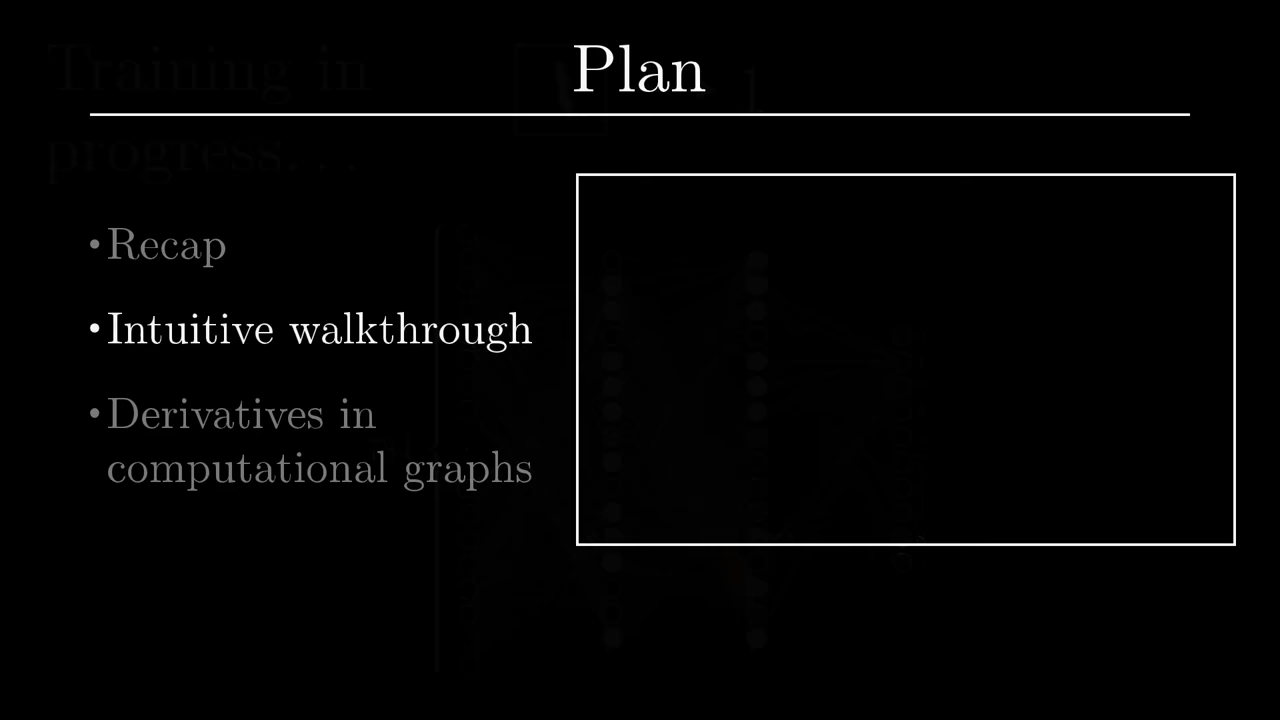 Plan
Training in
progress...
• Recap
• Intuitive walkthrough
• Derivatives in
computational graphs